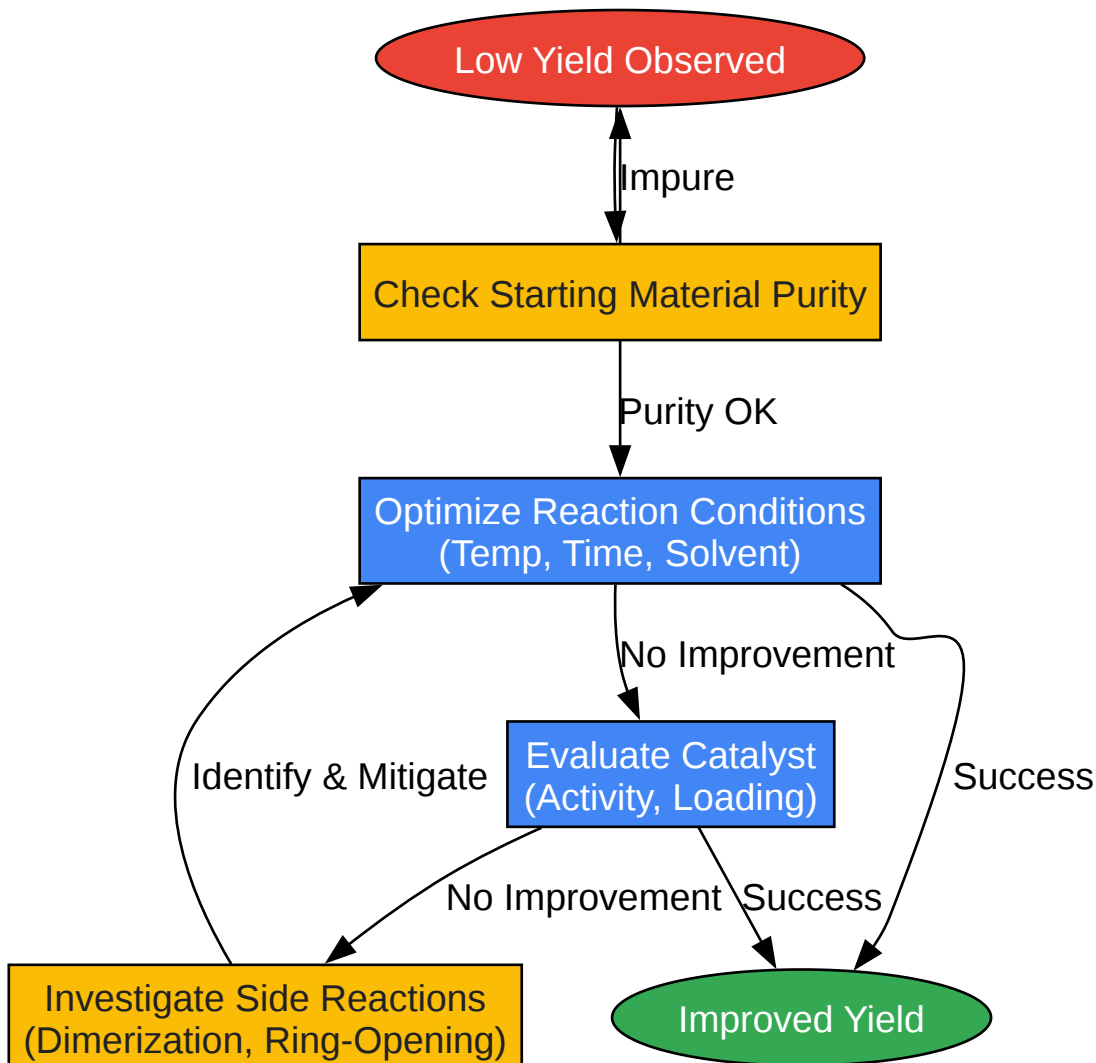 Low Yield Observed
Impure
Check Starting Material Purity
Purity OK
Optimize Reaction Conditions
(Temp, Time, Solvent)
No Improvement
Evaluate Catalyst
(Activity, Loading)
Identify & Mitigate
Success
No Improvement
Success
Investigate Side Reactions
(Dimerization, Ring-Opening)
Improved Yield